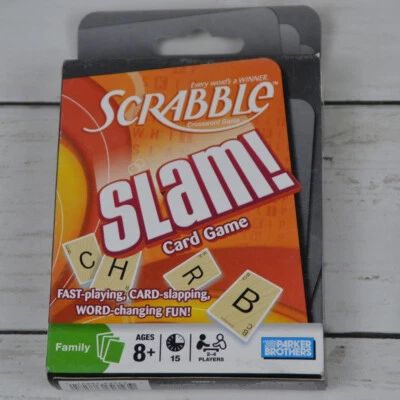 Every word's a WINNER.
SCRABBLE
Crossword Game
SLAM!
Card Game
C H R B
FAST-playing, CARD-slapping,
WORD-changing FUN!
Family
AGES
8+
15
2-4
PLAYERS
PARKER
BROTHERS